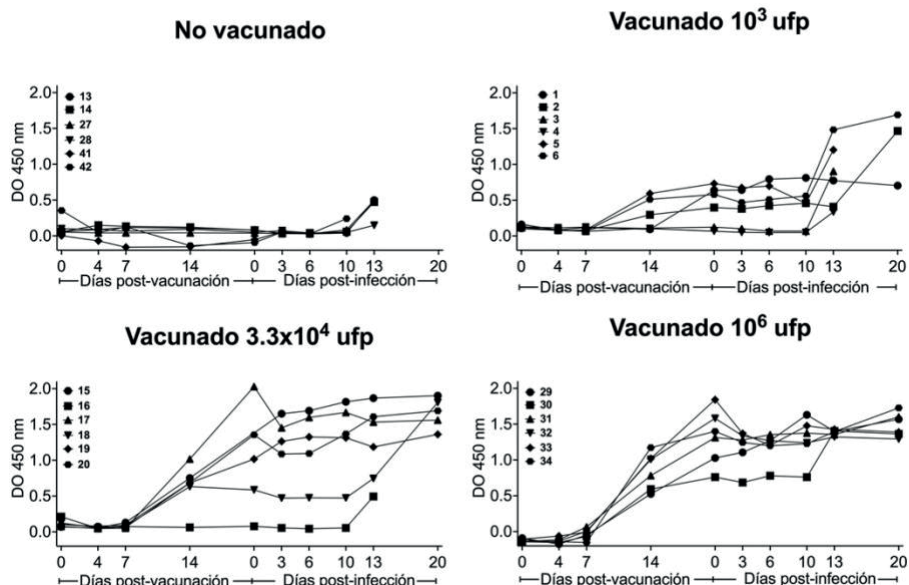 No vacunado
DO 450 nm
2.0
1.5
1.0
0.5
0.0
13
14
27
28
41
42
0 4 7 14 0 3 6 10 13 20
Días post-vacunación Días post-infección
Vacunado 10³ ufp
DO 450 nm
2.0
1.5
1.0
0.5
0.0
1
2
3
4
5
6
0 4 7 14 0 3 6 10 13 20
Días post-vacunación Días post-infección
Vacunado 3.3x10⁴ ufp
DO 450 nm
2.0
1.5
1.0
0.5
0.0
15
16
17
18
19
20
0 4 7 14 0 3 6 10 13 20
Días post-vacunación Días post-infección
Vacunado 10⁶ ufp
DO 450 nm
2.0
1.5
1.0
0.5
0.0
29
30
31
32
33
34
0 4 7 14 0 3 6 10 13 20
Días post-vacunación Días post-infección